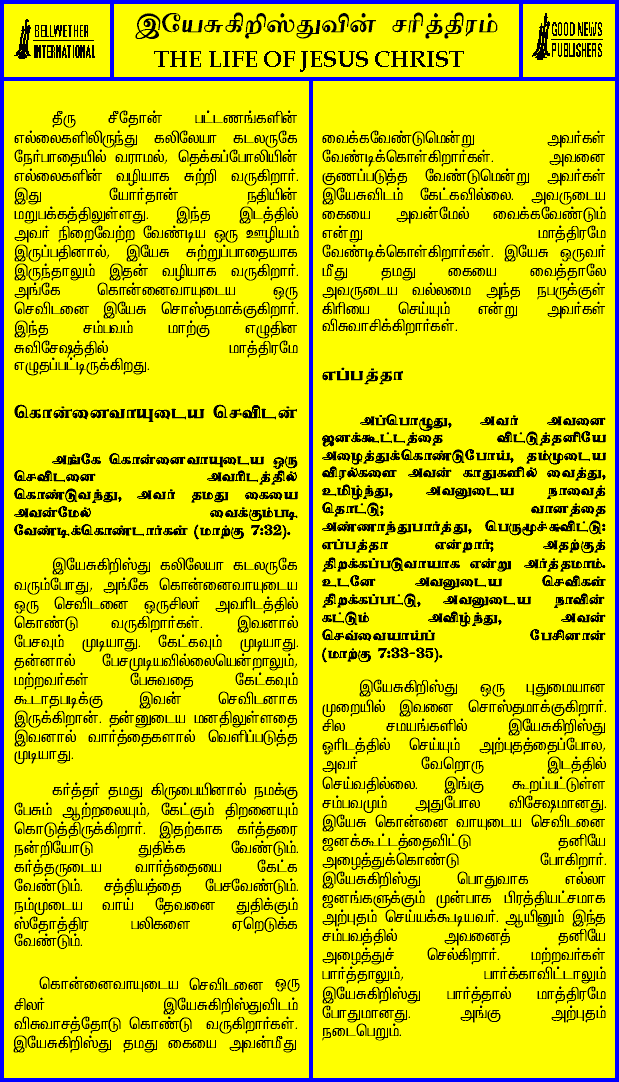 BELLWETHER
INTERNATIONAL
இயேசுகிறிஸ்துவின் சரித்திரம்
THE LIFE OF JESUS CHRIST
GOOD NEWS
PUBLISHERS
தீரு சீதோன் பட்டணங்களின்
எல்லைகளிலிருந்து கலிலேயா கடலருகே
நேர்பாதையில் வராமல், தெக்கப்போலியின்
எல்லைகளின் வழியாக சுற்றி வருகிறார்.
இது யோர்தான் நதியின்
மறுபக்கத்திலுள்ளது. இந்த இடத்தில்
அவர் நிறைவேற்ற வேண்டிய ஒரு ஊழியம்
இருப்பதினால், இயேசு சுற்றுப்பாதையாக
இருந்தாலும் இதன் வழியாக வருகிறார்.
அங்கே கொன்னைவாயுடைய ஒரு
செவிடனை இயேசு சொஸ்தமாக்குகிறார்.
இந்த சம்பவம் மாற்கு எழுதின
சுவிசேஷத்தில் மாத்திரமே
எழுதப்பட்டிருக்கிறது.
கொன்னைவாயுடைய செவிடன்
அங்கே கொன்னைவாயுடைய ஒரு
செவிடனை அவரிடத்தில்
கொண்டுவந்து, அவர் தமது கையை
அவன்மேல் வைக்கும்படி
வேண்டிக்கொண்டார்கள் (மாற்கு 7:32).
இயேசுகிறிஸ்து கலிலேயா கடலருகே
வரும்போது, அங்கே கொன்னைவாயுடைய
ஒரு செவிடனை ஒருசிலர் அவரிடத்தில்
கொண்டு வருகிறார்கள். இவனால்
பேசவும் முடியாது. கேட்கவும் முடியாது.
தன்னால் பேசமுடியவில்லையென்றாலும்,
மற்றவர்கள் பேசுவதை கேட்கவும்
கூடாதபடிக்கு இவன் செவிடனாக
இருக்கிறான். தன்னுடைய மனதிலுள்ளதை
இவனால் வார்த்தைகளால் வெளிப்படுத்த
முடியாது.
கர்த்தர் தமது கிருபையினால் நமக்கு
பேசும் ஆற்றலையும், கேட்கும் திறனையும்
கொடுத்திருக்கிறார். இதற்காக கர்த்தரை
நன்றியோடு துதிக்க வேண்டும்.
கர்த்தருடைய வார்த்தையை கேட்க
வேண்டும். சத்தியத்தை பேசவேண்டும்.
நம்முடைய வாய் தேவனை துதிக்கும்
ஸ்தோத்திர பலிகளை ஏறெடுக்க
வேண்டும்.
கொன்னைவாயுடைய செவிடனை ஒரு
சிலர் இயேசுகிறிஸ்துவிடம்
விசுவாசத்தோடு கொண்டு வருகிறார்கள்.
இயேசுகிறிஸ்து தமது கையை அவன்மீது
வைக்கவேண்டுமென்று அவர்கள்
வேண்டிக்கொள்கிறார்கள். அவனை
குணப்படுத்த வேண்டுமென்று அவர்கள்
இயேசுவிடம் கேட்கவில்லை. அவருடைய
கையை அவன்மேல் வைக்கவேண்டும்
என்று மாத்திரமே
வேண்டிக்கொள்கிறார்கள். இயேசு ஒருவர்
மீது தமது கையை வைத்தாலே
அவருடைய வல்லமை அந்த நபருக்குள்
கிரியை செய்யும் என்று அவர்கள்
விசுவாசிக்கிறார்கள்.
எப்பத்தா
அப்பொழுது, அவர் அவனை
ஜனக்கூட்டத்தை விட்டுத்தனியே
அழைத்துக்கொண்டுபோய், தம்முடைய
விரல்களை அவன் காதுகளில் வைத்து,
உமிழ்ந்து, அவனுடைய நாவைத்
தொட்டு; வானத்தை
அண்ணாந்துபார்த்து, பெருமூச்சுவிட்டு:
எப்பத்தா என்றார்; அதற்குத்
திறக்கப்படுவாயாக என்று அர்த்தமாம்.
உடனே அவனுடைய செவிகள்
திறக்கப்பட்டு, அவனுடைய நாவின்
கட்டும் அவிழ்ந்து, அவன்
செவ்வையாய்ப் பேசினான்
(மாற்கு 7:33-35).
இயேசுகிறிஸ்து ஒரு புதுமையான
முறையில் இவனை சொஸ்தமாக்குகிறார்.
சில சமயங்களில் இயேசுகிறிஸ்து
ஓரிடத்தில் செய்யும் அற்புதத்தைப்போல,
அவர் வேறொரு இடத்தில்
செய்வதில்லை. இங்கு கூறப்பட்டுள்ள
சம்பவமும் அதுபோல விசேஷமானது.
இயேசு கொன்னை வாயுடைய செவிடனை
ஜனக்கூட்டத்தைவிட்டு தனியே
அழைத்துக்கொண்டு போகிறார்.
இயேசுகிறிஸ்து பொதுவாக எல்லா
ஜனங்களுக்கும் முன்பாக பிரத்தியட்சமாக
அற்புதம் செய்யக்கூடியவர். ஆயினும் இந்த
சம்பவத்தில் அவனைத் தனியே
அழைத்துச் செல்கிறார். மற்றவர்கள்
பார்த்தாலும், பார்க்காவிட்டாலும்
இயேசுகிறிஸ்து பார்த்தால் மாத்திரமே
போதுமானது. அங்கு அற்புதம்
நடைபெறும்.